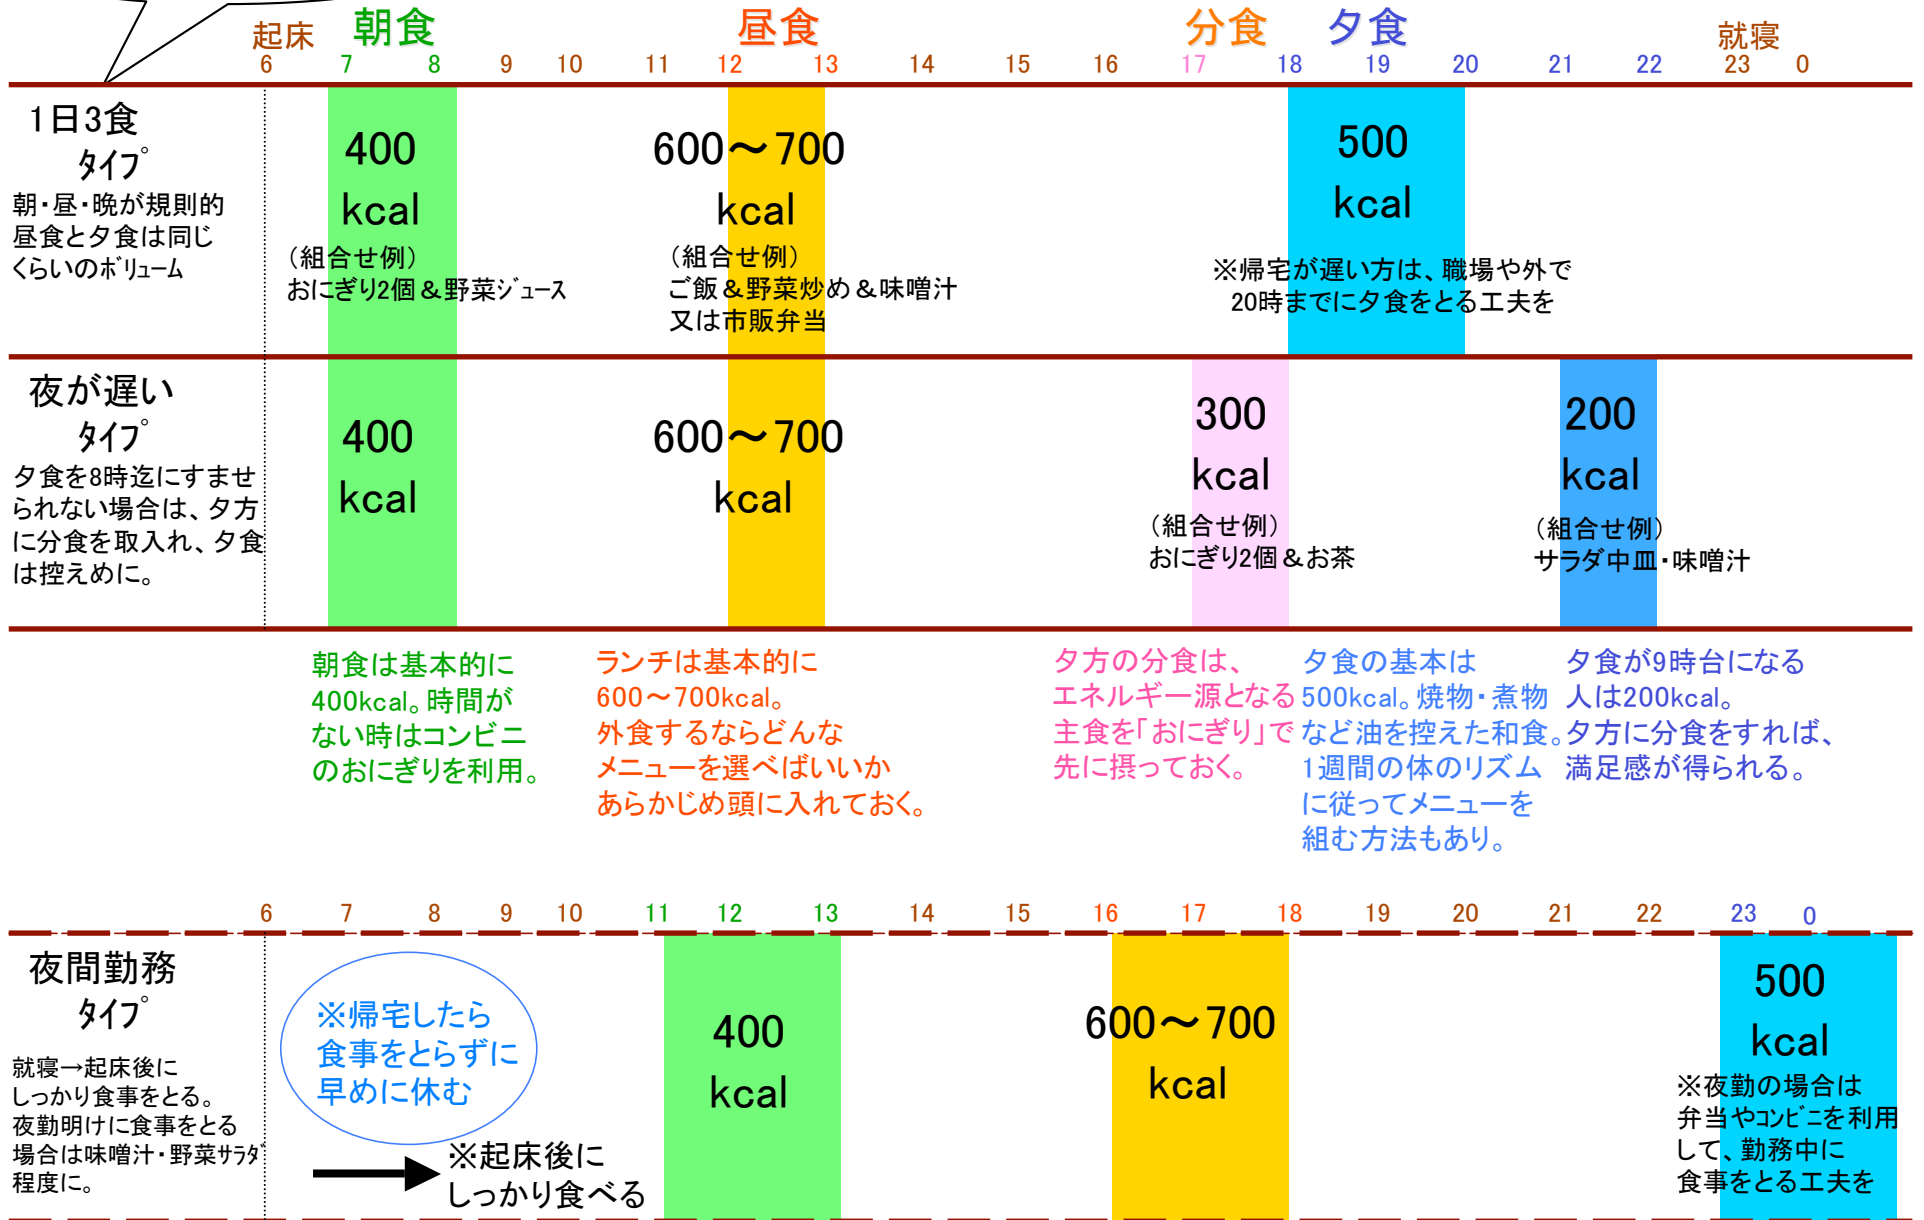 起床 朝食 昼食 分食 夕食 就寝
6 7 8 9 10 11 12 13 14 15 16 17 18 19 20 21 22 23 0
1日3食
タイプ
朝・昼・晩が規則的
昼食と夕食は同じ
くらいのボリューム
400
kcal
(組合せ例)
おにぎり2個＆野菜ジュース
600～700
kcal
(組合せ例)
ご飯＆野菜炒め＆味噌汁
又は市販弁当
500
kcal
※帰宅が遅い方は、職場や外で
20時までに夕食をとる工夫を
夜が遅い
タイプ
夕食を8時迄にすませ
られない場合は、夕方
に分食を取入れ、夕食
は控えめに。
400
kcal
600～700
kcal
300
kcal
(組合せ例)
おにぎり2個＆お茶
200
kcal
(組合せ例)
サラダ中皿・味噌汁
朝食は基本的に
400kcal。時間が
ない時はコンビニ
のおにぎりを利用。
ランチは基本的に
600～700kcal。
外食するならどんな
メニューを選べばいいか
あらかじめ頭に入れておく。
夕方の分食は、
エネルギー源となる
主食を「おにぎり」で
先に摂っておく。
夕食の基本は
500kcal。焼物・煮物
など油を控えた和食。
1週間の体のリズム
に従ってメニューを
組む方法もあり。
夕食が9時台になる
人は200kcal。
夕方に分食をすれば、
満足感が得られる。
6 7 8 9 10 11 12 13 14 15 16 17 18 19 20 21 22 23 0
夜間勤務
タイプ
就寝→起床後に
しっかり食事をとる。
夜勤明けに食事をとる
場合は味噌汁・野菜サラダ
程度に。
※帰宅したら
食事をとらずに
早めに休む
※起床後に
しっかり食べる
400
kcal
600～700
kcal
500
kcal
※夜勤の場合は
弁当やコンビニを利用
して、勤務中に
食事をとる工夫を